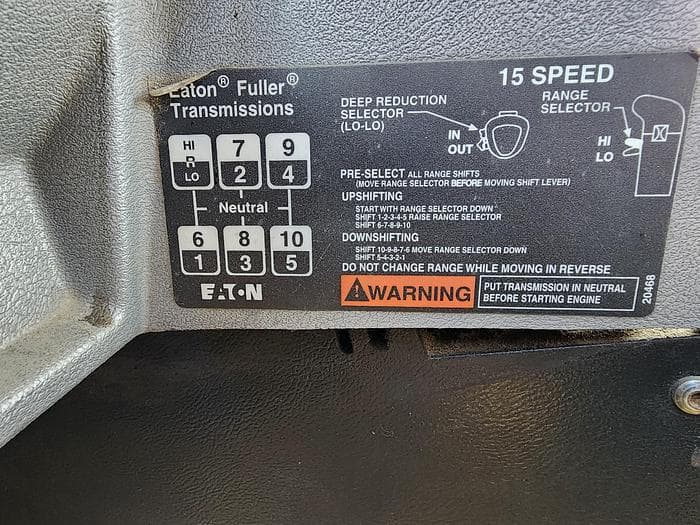 Eaton® Fuller®
Transmissions
HI
R
LO
7
2
9
4
Neutral
6
1
8
3
10
5
EATON
15 SPEED
DEEP REDUCTION
SELECTOR
(LO-LO)
IN
OUT
RANGE
SELECTOR
HI
LO
PRE-SELECT ALL RANGE SHIFTS
(MOVE RANGE SELECTOR BEFORE MOVING SHIFT LEVER)
UPSHIFTING
START WITH RANGE SELECTOR DOWN
SHIFT 1-2-3-4-5 RAISE RANGE SELECTOR
SHIFT 6-7-8-9-10
DOWNSHIFTING
SHIFT 10-9-8-7-6 MOVE RANGE SELECTOR DOWN
SHIFT 5-4-3-2-1
DO NOT CHANGE RANGE WHILE MOVING IN REVERSE
WARNING
PUT TRANSMISSION IN NEUTRAL
BEFORE STARTING ENGINE
20468